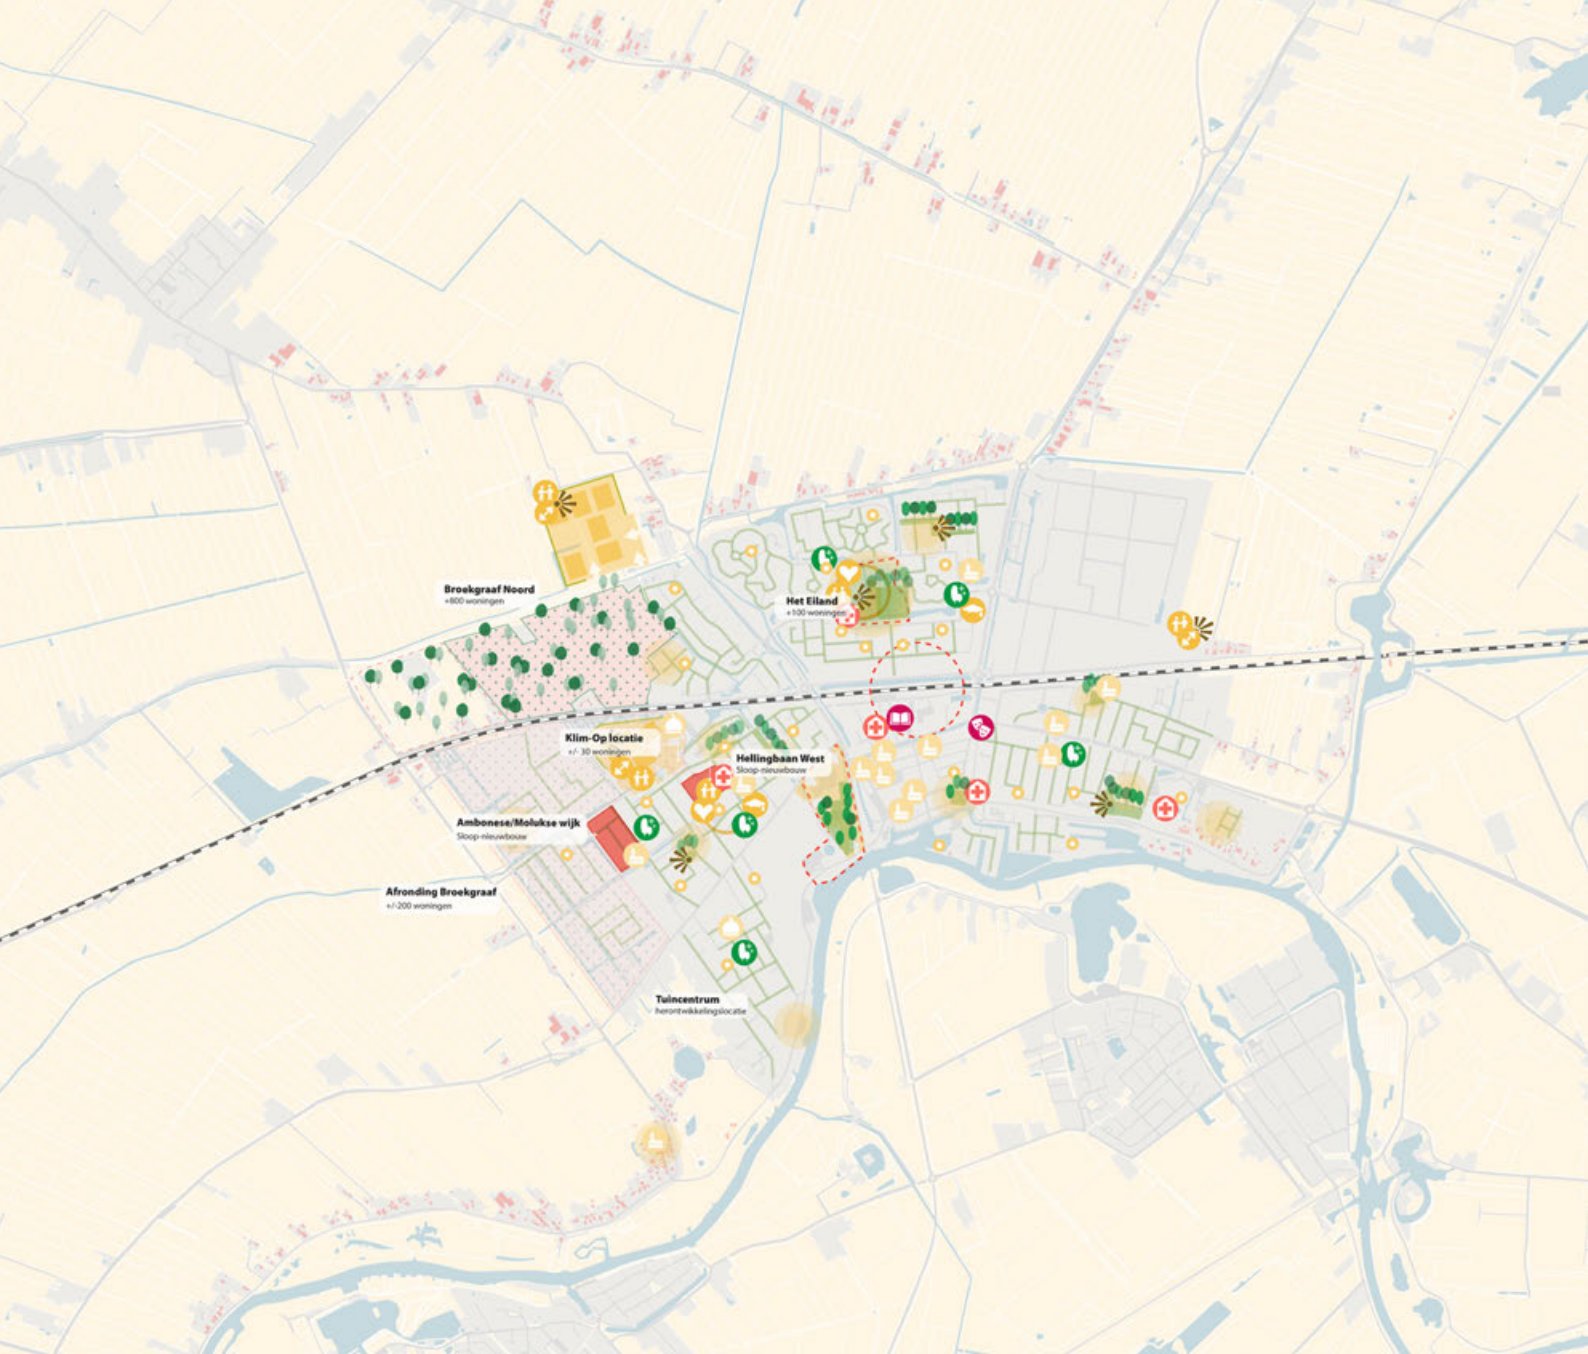 Broekgraaf Noord
+800 woningen
Het Eiland
+100 woningen
Klim-Op locatie
+/- 30 woningen
Hellingbaan West
Sloop-nieuwbouw
Ambonese/Molukse wijk
Sloop-nieuwbouw
Afronding Broekgraaf
+/-200 woningen
Tuincentrum
herontwikkelingslocatie